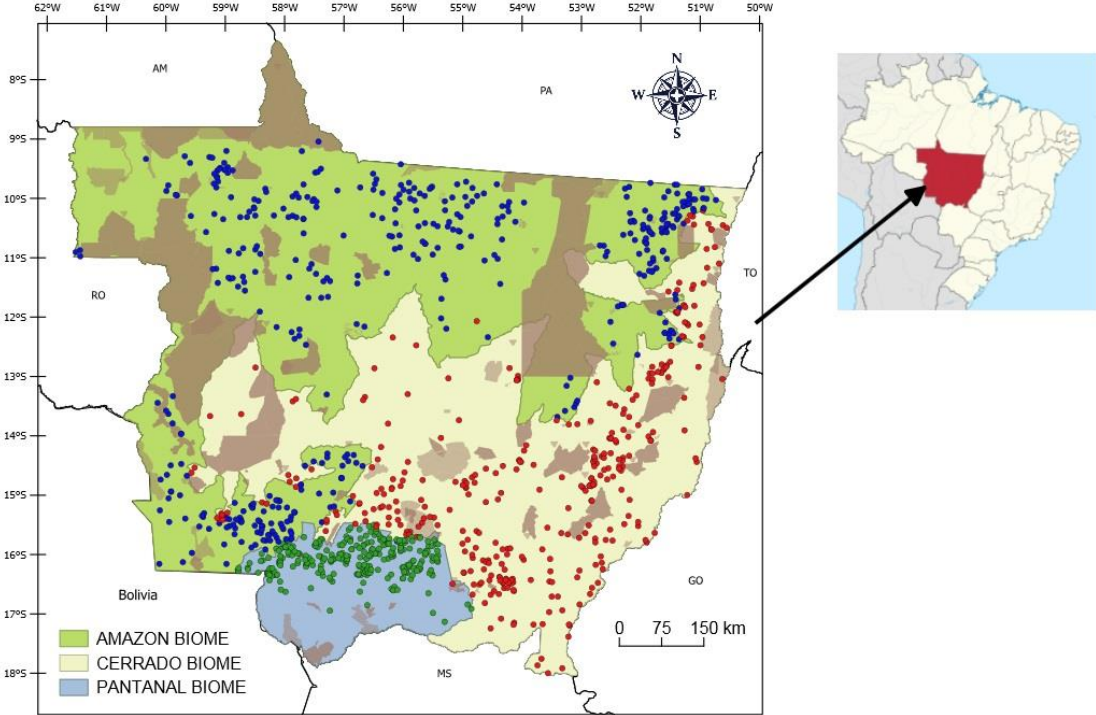 62°W 61°W 60°W 59°W 58°W 57°W 56°W 55°W 54°W 53°W 52°W 51°W 50°W
8°S
9°S
10°S
11°S
12°S
13°S
14°S
15°S
16°S
17°S
18°S
AM
PA
N
W E
S
RO
TO
GO
Bolivia
MS
0 75 150 km
AMAZON BIOME
CERRADO BIOME
PANTANAL BIOME